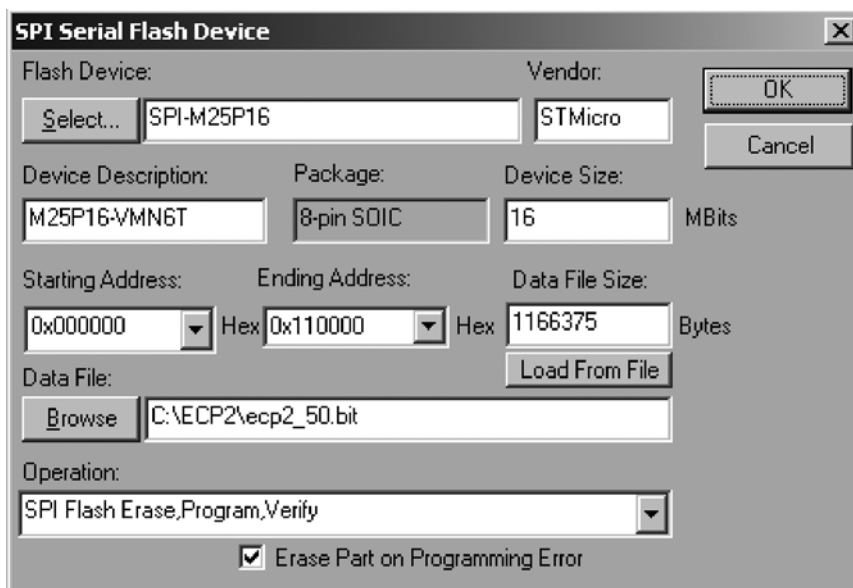 SPI Serial Flash Device
Flash Device: Vendor:
Select... SPI-M25P16 STMicro OK
Cancel
Device Description: Package: Device Size:
M25P16-VMN6T 8-pin SOIC 16 MBits
Starting Address: Ending Address: Data File Size:
0x000000 Hex 0x110000 Hex 1166375 Bytes
Load From File
Data File:
Browse C:\ECP2\ecp2_50.bit
Operation:
SPI Flash Erase,Program,Verify
Erase Part on Programming Error